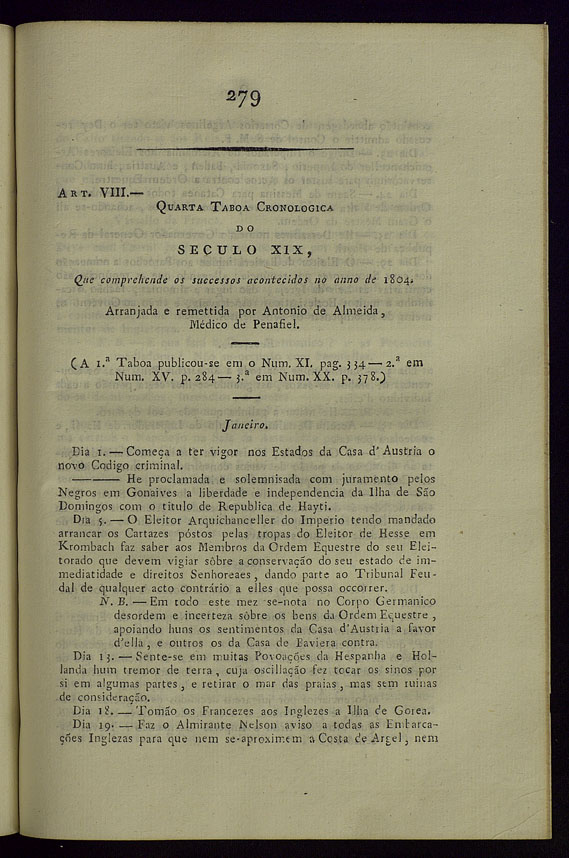 279
ART. VIII.—
QUARTA TABOA CRONOLOGICA
DO
SECULO XIX,
Que comprehende os successos acontecidos no anno de 1804.
Arranjada e remettida por Antonio de Almeida,
Médico de Penafiel.
(A 1.ª Taboa publicou-se em o Num. XI. pag. 334— 2.ª em
Num. XV. p. 284— 3.ª em Num. XX. p. 378.)
Janeiro.
Dia 1. — Começa a ter vigor nos Estados da Casa d'Austria o
novo Codigo criminal.
——— He proclamada e solemnisada com juramento pelos
Negros em Gonaives a liberdade e independencia da Ilha de São
Domingos com o titulo de Republica de Hayti.
Dia 5. — O Eleitor Arquichanceller do Imperio tendo mandado
arrancar os Cartazes póstos pelas tropas do Eleitor de Hesse em
Krombach faz saber aos Membros da Ordem Equestre do seu Elei-
torado que devem vigiar sôbre a conservação do seu estado de im-
mediatidade e direitos Senhoreaes, dando parte ao Tribunal Feu-
dal de qualquer acto contrário a elles que possa occorrer.
N. B. — Em todo este mez se-nota no Corpo Germanico
desordem e incerteza sôbre os bens da Ordem Equestre,
apoiando huns os sentimentos da Casa d'Austria a favor
d'ella, e outros os da Casa de Baviera contra.
Dia 13. — Sente-se em muitas Povoações da Hespanha e Hol-
landa hum tremor de terra, cuja oscillação fez tocar os sinos por
si em algumas partes, e retirar o mar das praias, mas sem ruinas
de consideração.
Dia 18. — Tomão os Francezes aos Inglezes a Ilha de Gorea.
Dia 19. — Faz o Almirante Nelson aviso a todas as Embarca-
ções Inglezas para que nem se-aproximem a Costa de Argel, nem